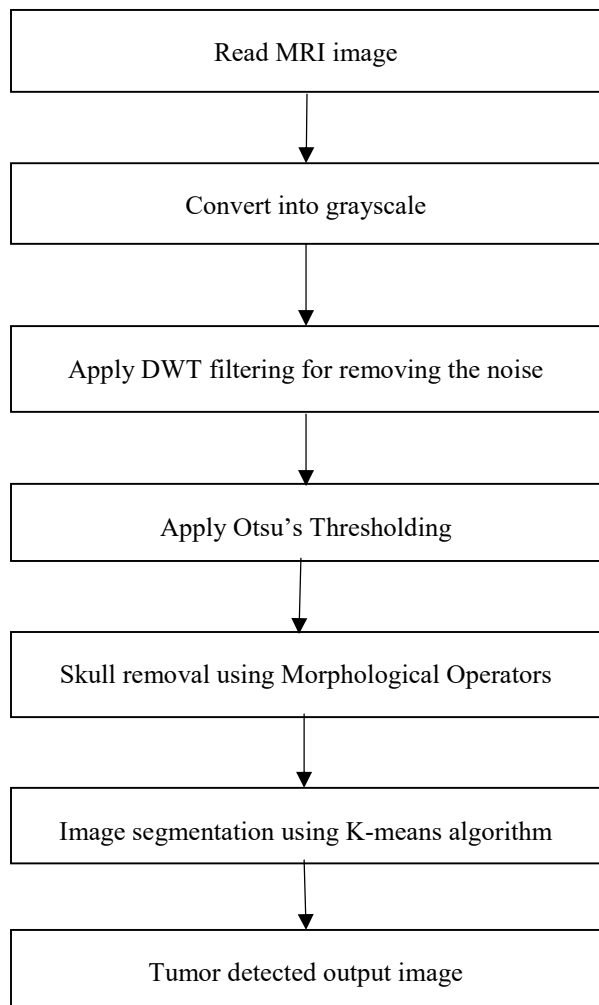 Read MRI image
Convert into grayscale
Apply DWT filtering for removing the noise
Apply Otsu’s Thresholding
Skull removal using Morphological Operators
Image segmentation using K-means algorithm
Tumor detected output image